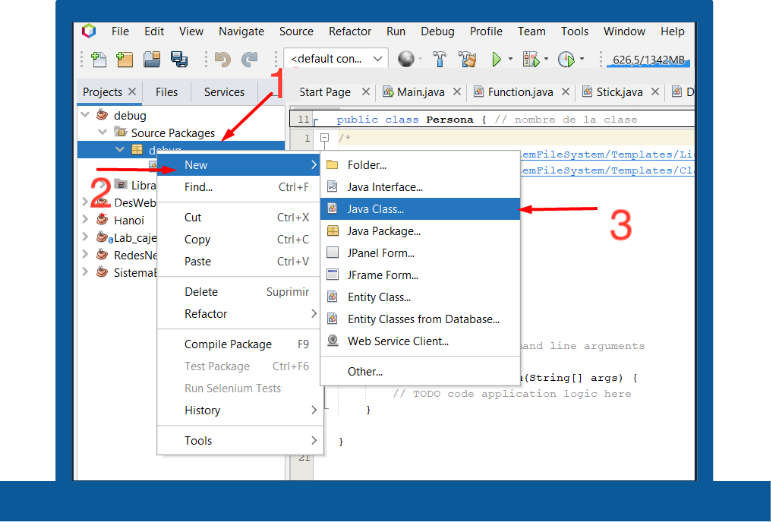 File Edit View Navigate Source Refactor Run Debug Profile Team Tools Window Help
<default con... 626.5/1342MB
Projects Files Services Start Page Main.java Function.java Stick.java D
1
debug
Source Packages
debug
Libra
DesWeb
Hanoi
Lab_caje
RedesNe
SistemaE
2
New
Find... Ctrl+F
Cut Ctrl+X
Copy Ctrl+C
Paste Ctrl+V
Delete Suprimir
Refactor
Compile Package F9
Test Package Ctrl+F6
Run Selenium Tests
History
Tools
Folder...
Java Interface...
Java Class...
Java Package...
JPanel Form...
JFrame Form...
Entity Class...
Entity Classes from Database...
Web Service Client...
Other...
3
11 public class Persona { // nombre de la clase
1 /*
temFileSystem/Templates/Lic
temFileSystem/Templates/Cla
and line arguments
(String[] args) {
// TODO code application logic here
}
}
21